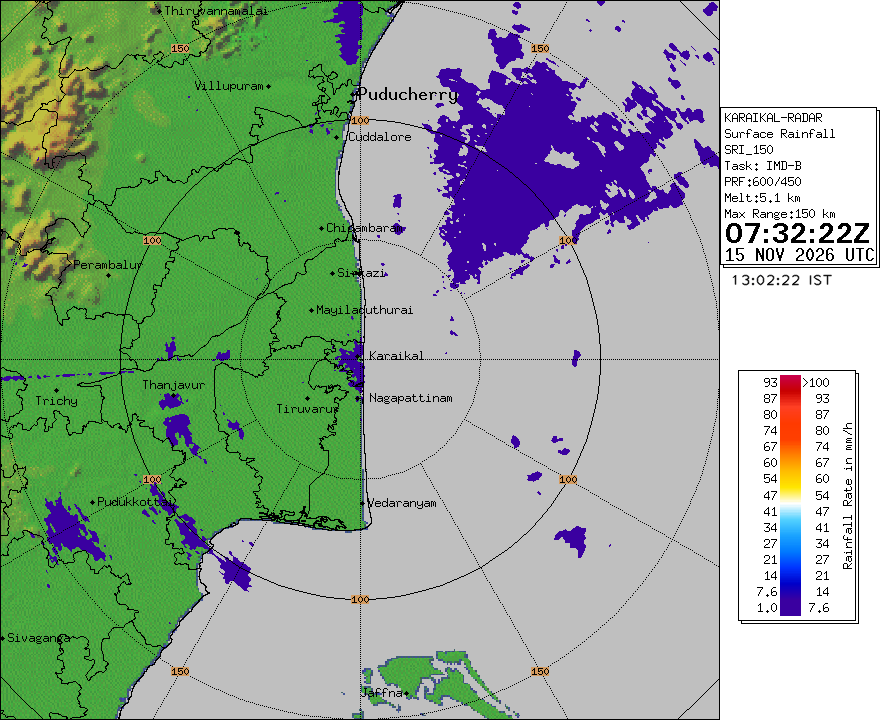 Thiruvannamalai
150
150
Villupuram
Puducherry
100
Cuddalore
Chidambaram
100
100
Perambalur
Sirkazi
Mayiladuthurai
Karaikal
Thanjavur
Trichy
Tiruvarur
Nagapattinam
100
100
Pudukkottai
Vedaranyam
100
Sivaganga
150
150
Jaffna
KARAIKAL-RADAR
Surface Rainfall
SRI_150
Task: IMD-B
PRF:600/450
Melt:5.1 km
Max Range:150 km
07:32:22Z
15 NOV 2026 UTC
13:02:22 IST
93 >100
87 93
80 87
74 80
67 74
60 67
54 60
47 54
41 47
34 41
27 34
21 27
14 21
7.6 14
1.0 7.6
Rainfall Rate in mm/h